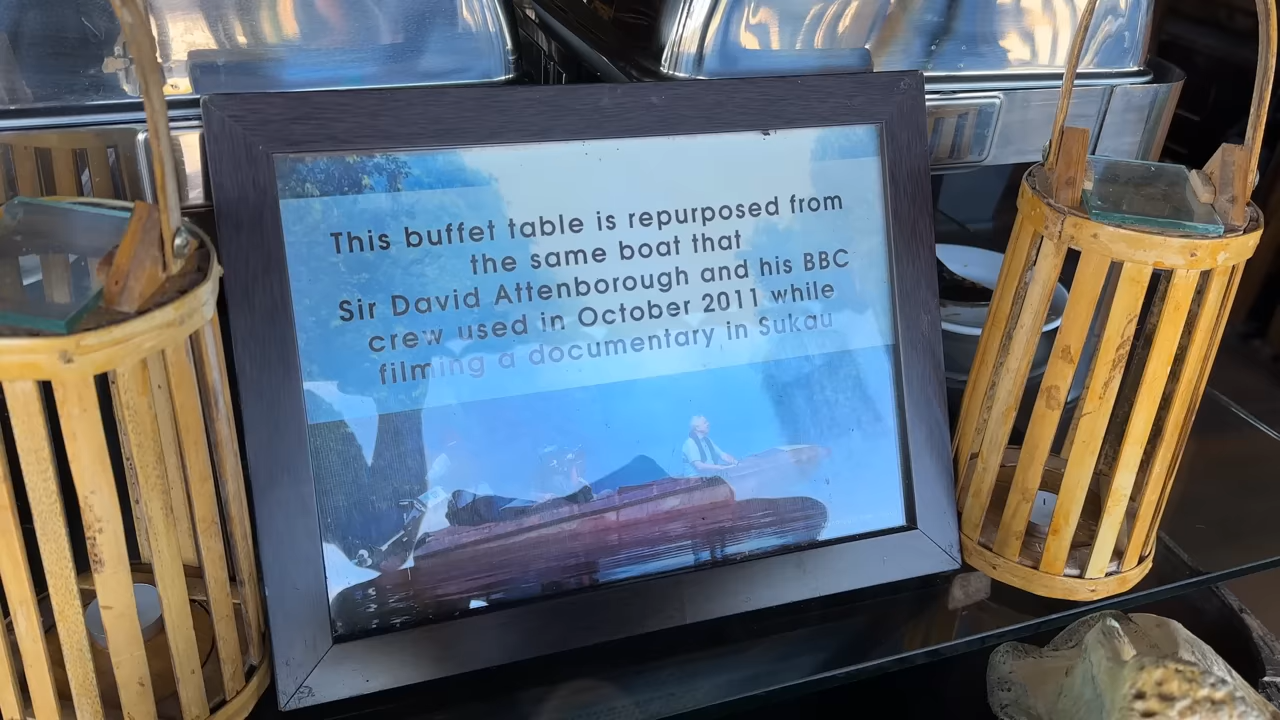 This buffet table is repurposed from
the same boat that
Sir David Attenborough and his BBC
crew used in October 2011 while
filming a documentary in Sukau